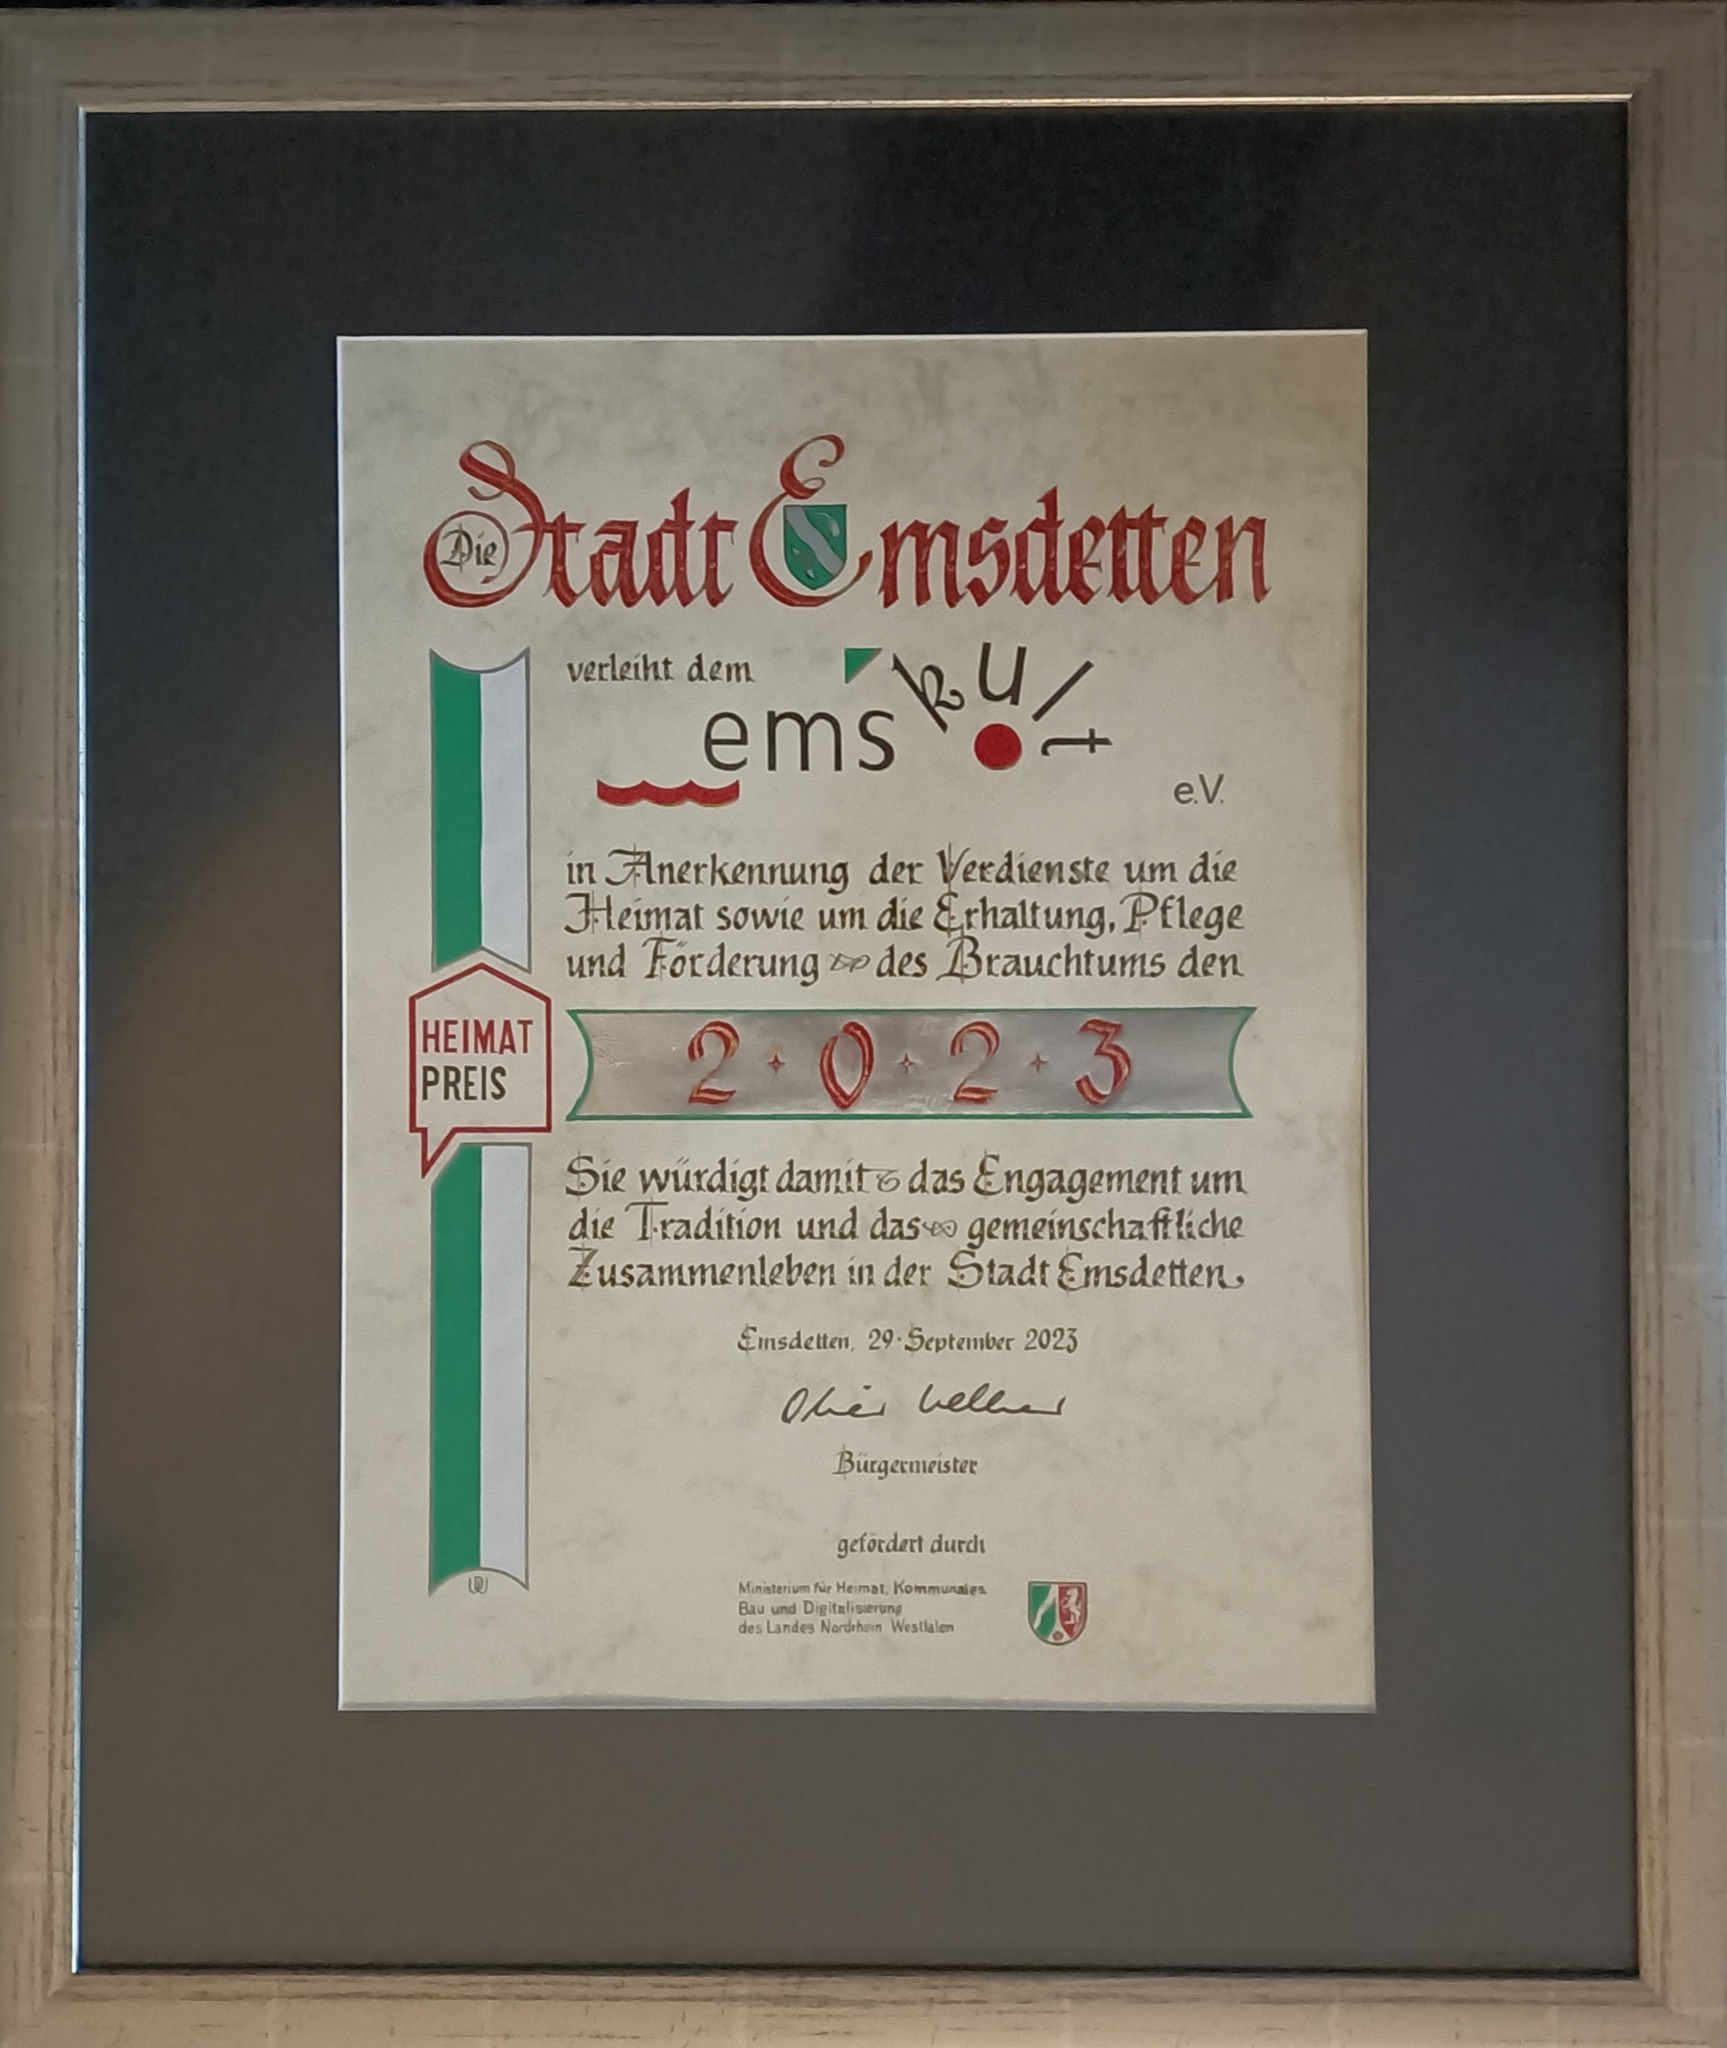 Die Stadt Emsdetten
verleiht dem
emskult
e.V.
in Anerkennung der Verdienste um die
Heimat sowie um die Erhaltung, Pflege
und Förderung des Brauchtums den
HEIMAT
PREIS
2·0·2·3
Sie würdigt damit das Engagement um
die Tradition und das gemeinschaftliche
Zusammenleben in der Stadt Emsdetten.
Emsdetten, 29. September 2023
Bürgermeister
gefördert durch
Ministerium für Heimat, Kommunales
Bau und Digitalisierung
des Landes Nordrhein Westfalen